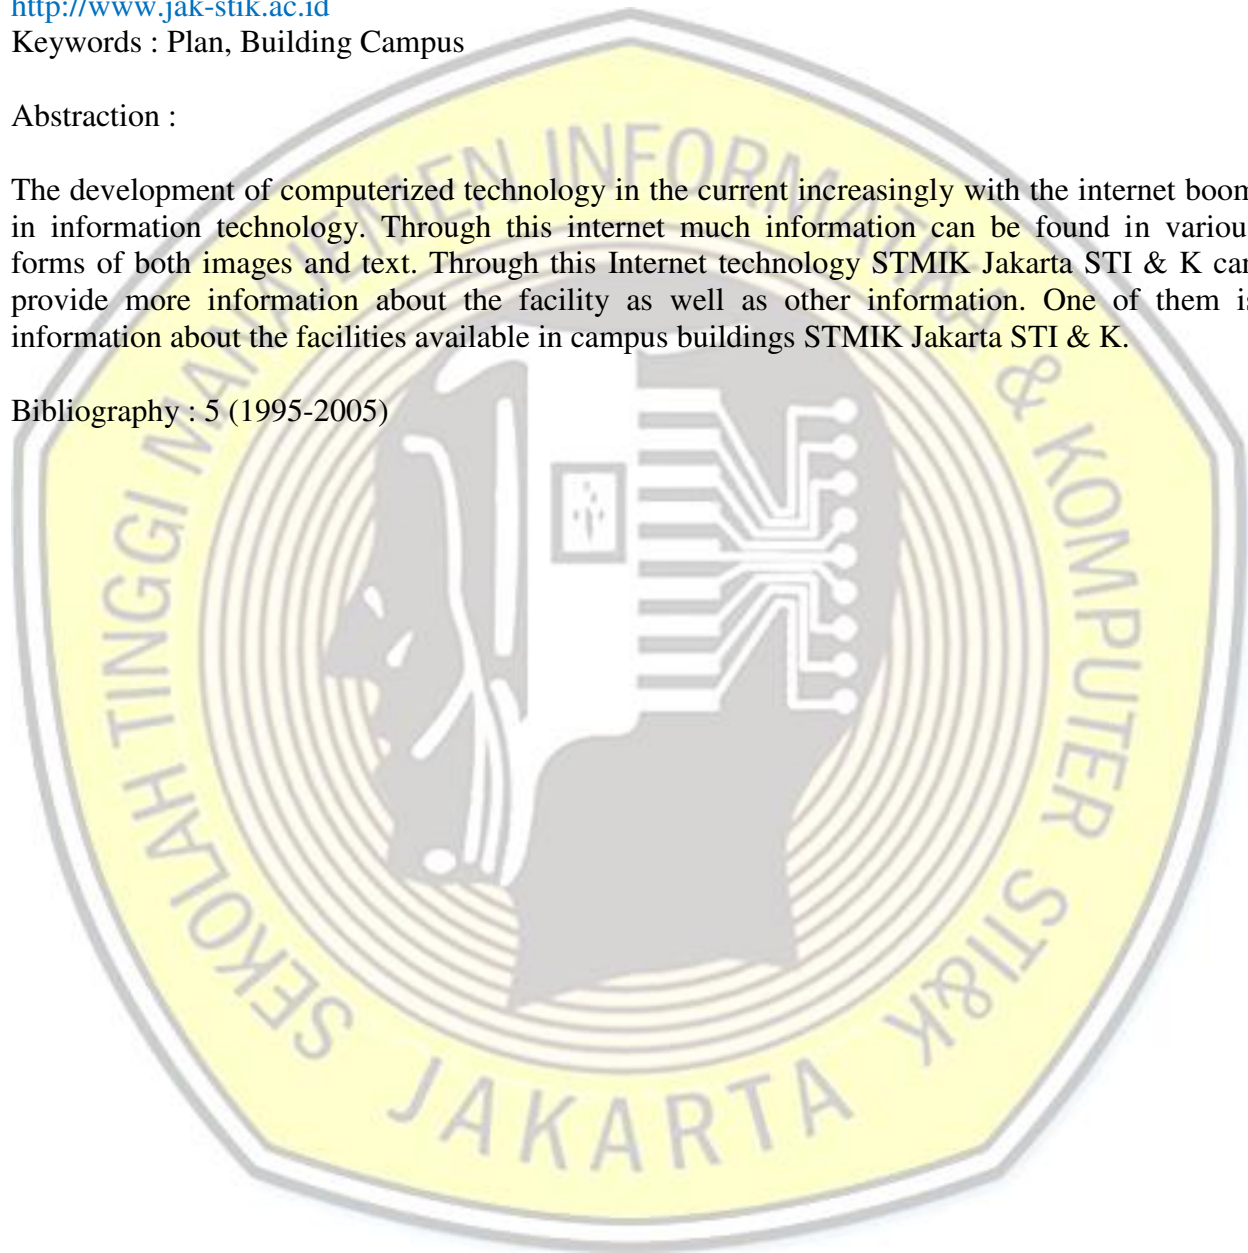 http://www.jak-stik.ac.id
Keywords : Plan, Building Campus
Abstraction :
The development of computerized technology in the current increasingly with the internet boom
in information technology. Through this internet much information can be found in variou
forms of both images and text. Through this Internet technology STMIK Jakarta STI & K can
provide more information about the facility as well as other information. One of them is
information about the facilities available in campus buildings STMIK Jakarta STI & K.
Bibliography : 5 (1995-2005)
SEKOLAH TINGGI MANAJEMEN INFORMATIKA & KOMPUTER STI&K
JAKARTA